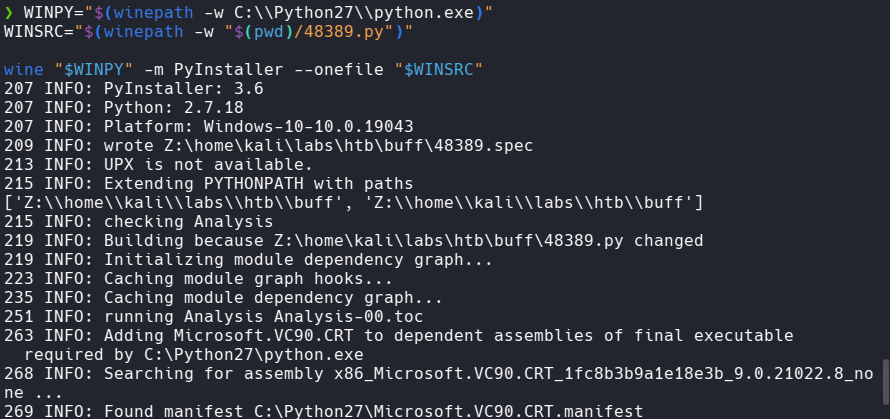 ❯ WINPY="$(winepath -w C:\\Python27\\python.exe)"
WINSRC="$(winepath -w "$(pwd)/48389.py")"
wine "$WINPY" -m PyInstaller --onefile "$WINSRC"
207 INFO: PyInstaller: 3.6
207 INFO: Python: 2.7.18
207 INFO: Platform: Windows-10-10.0.19043
209 INFO: wrote Z:\home\kali\labs\htb\buff\48389.spec
213 INFO: UPX is not available.
215 INFO: Extending PYTHONPATH with paths
['Z:\\home\\kali\\labs\\htb\\buff', 'Z:\\home\\kali\\labs\\htb\\buff']
215 INFO: checking Analysis
219 INFO: Building because Z:\home\kali\labs\htb\buff\48389.py changed
219 INFO: Initializing module dependency graph...
223 INFO: Caching module graph hooks...
235 INFO: Caching module dependency graph...
251 INFO: running Analysis Analysis-00.toc
263 INFO: Adding Microsoft.VC90.CRT to dependent assemblies of final executable
  required by C:\Python27\python.exe
268 INFO: Searching for assembly x86_Microsoft.VC90.CRT_1fc8b3b9a1e18e3b_9.0.21022.8_no
ne ...
269 INFO: Found manifest C:\Python27\Microsoft.VC90.CRT.manifest